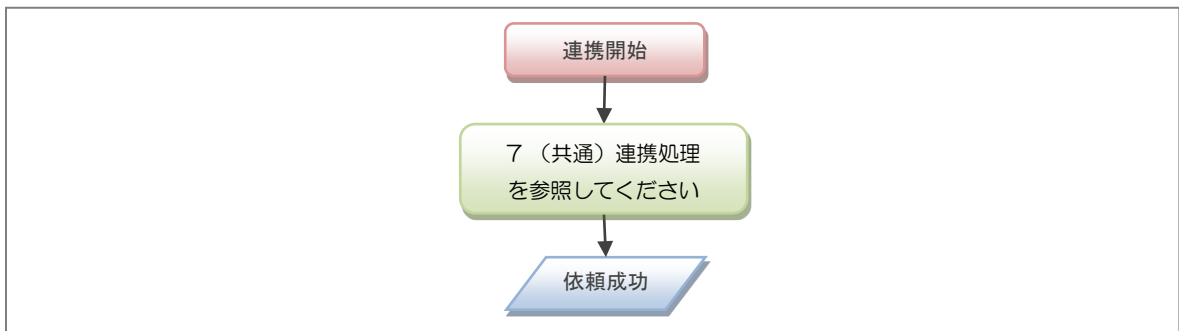 連携開始
７ （共通）連携処理
を参照してください
依頼成功